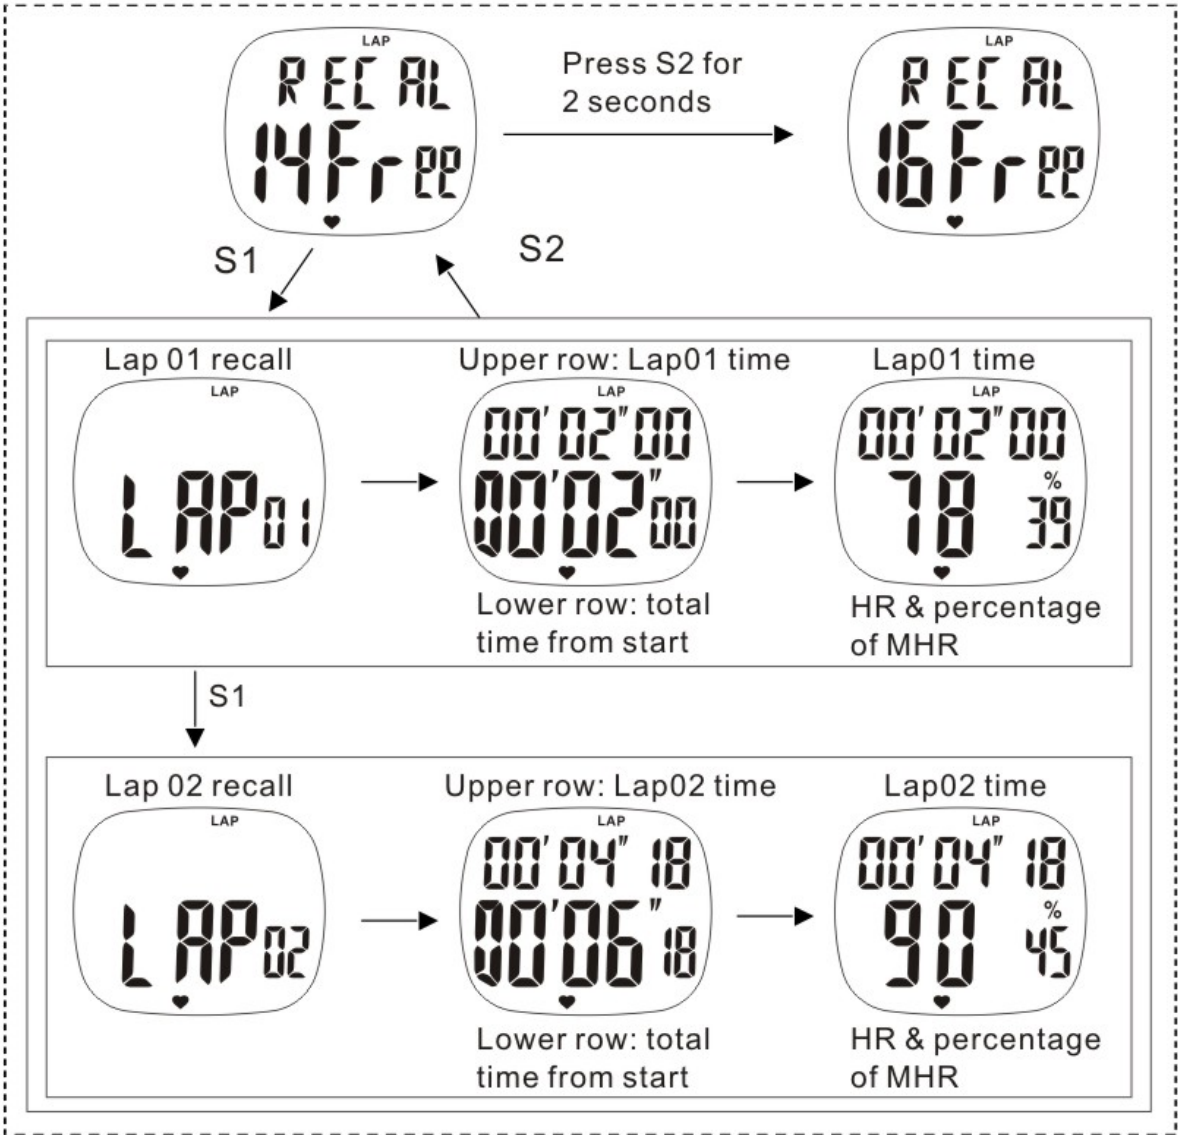 LAP
RECAL
14Free
Press S2 for
2 seconds
LAP
RECAL
16Free
S1
S2
Lap 01 recall
LAP
LAP01
Upper row: Lap01 time
LAP
00'02"00
00'02"00
Lower row: total
time from start
Lap01 time
LAP
00'02"00
78 % 39
HR & percentage
of MHR
S1
Lap 02 recall
LAP
LAP02
Upper row: Lap02 time
LAP
00'04"18
00'06"18
Lower row: total
time from start
Lap02 time
LAP
00'04"18
90 % 45
HR & percentage
of MHR